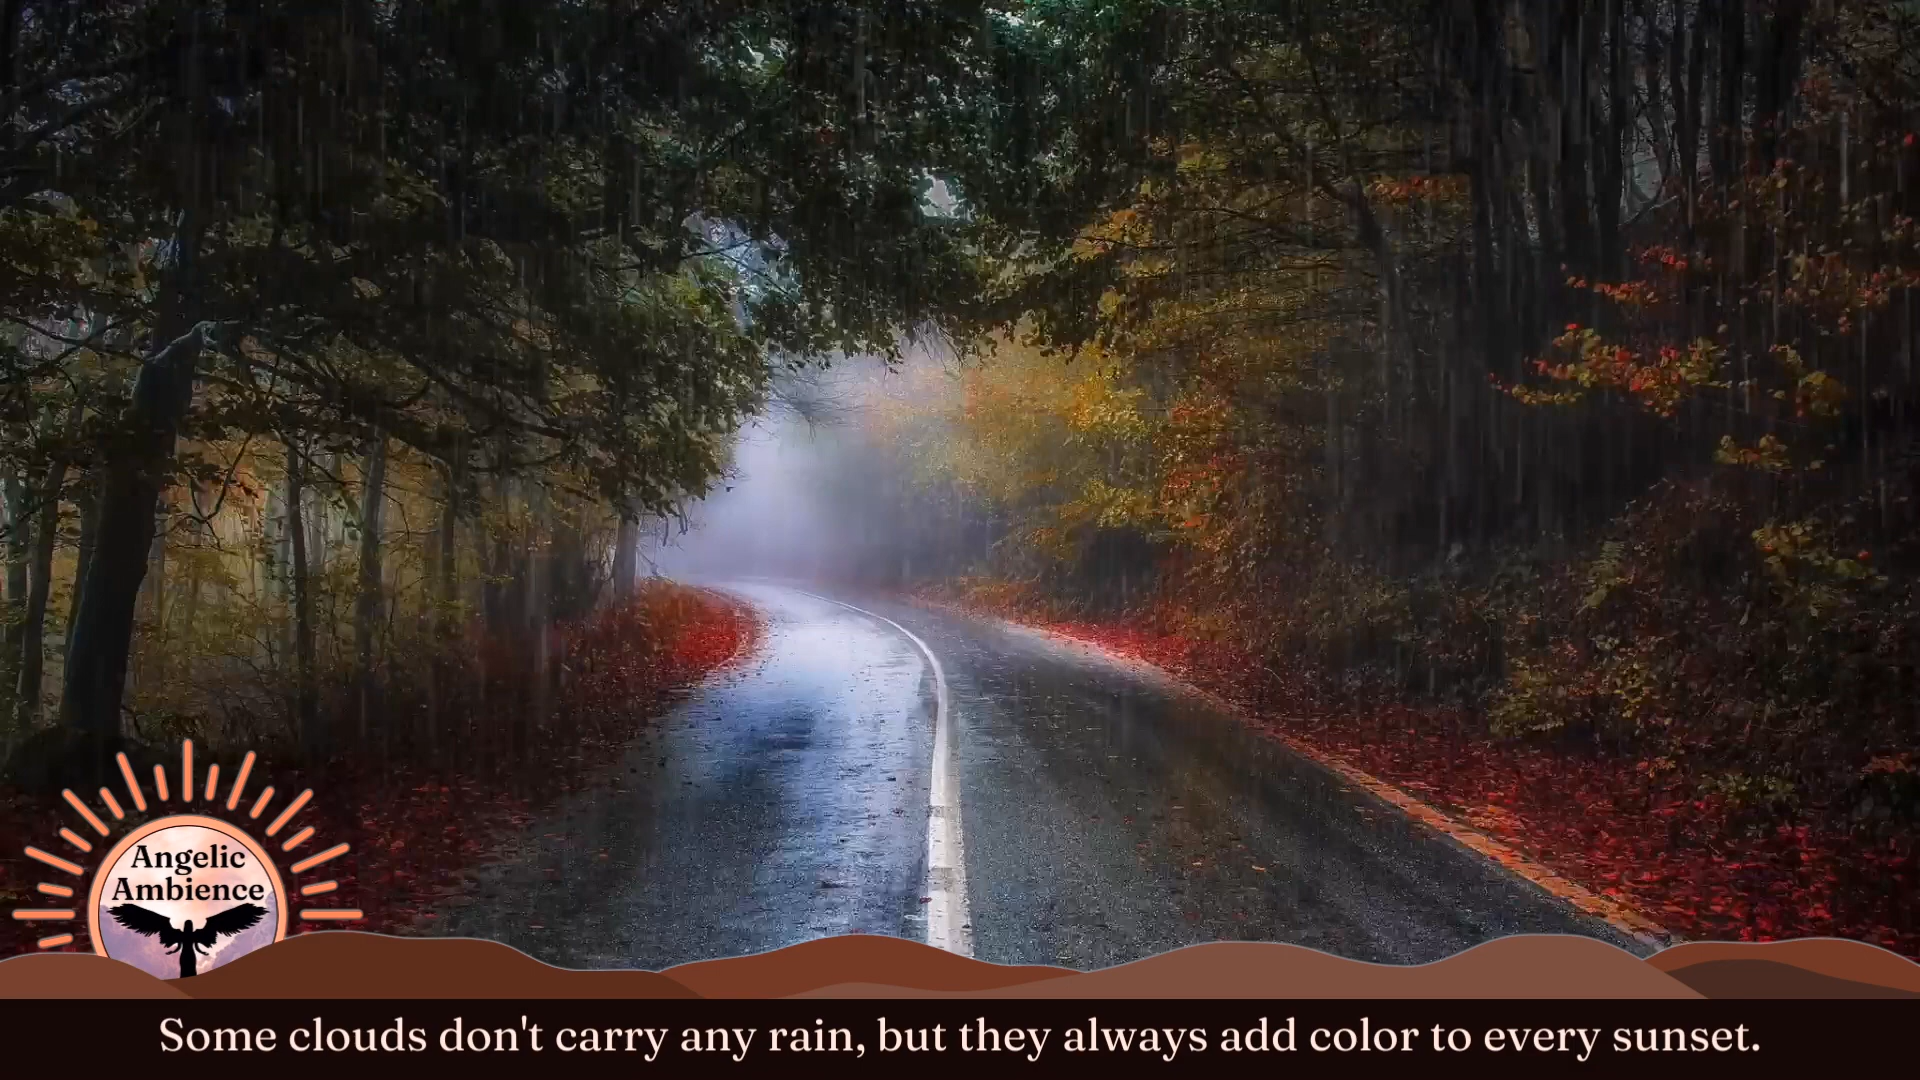 Angelic
Ambience
Some clouds don't carry any rain, but they always add color to every sunset.